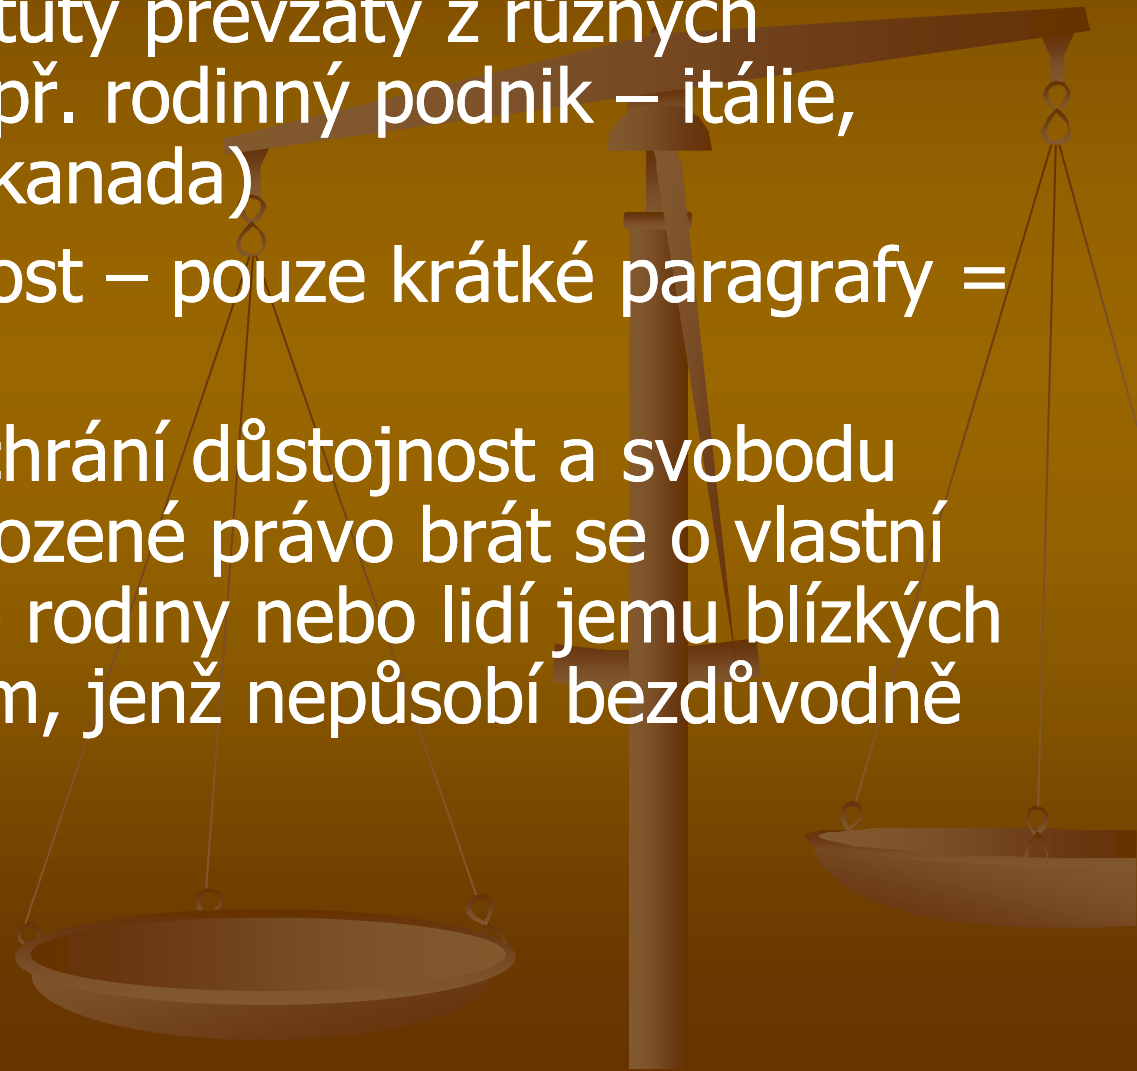 tuty převzaty z různých
př. rodinný podnik – itálie,
kanada)
ost – pouze krátké paragrafy =
chrání důstojnost a svobodu
ozené právo brát se o vlastní
rodiny nebo lidí jemu blízkých
m, jenž nepůsobí bezdůvodně